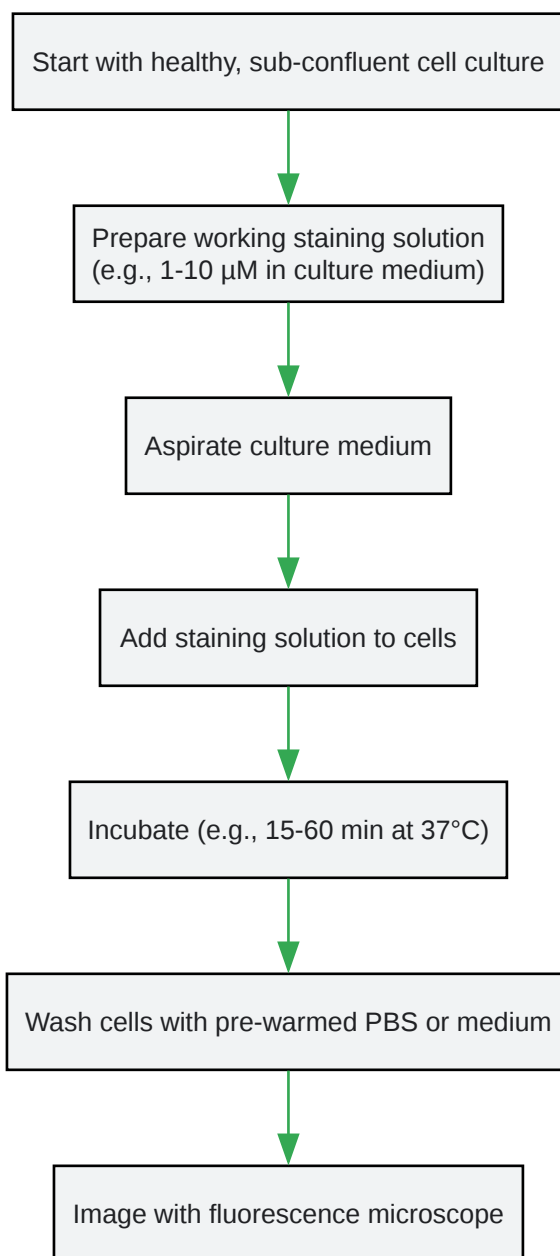 Start with healthy, sub-confluent cell culture
Prepare working staining solution
(e.g., 1-10 µM in culture medium)
Aspirate culture medium
Add staining solution to cells
Incubate (e.g., 15-60 min at 37°C)
Wash cells with pre-warmed PBS or medium
Image with fluorescence microscope